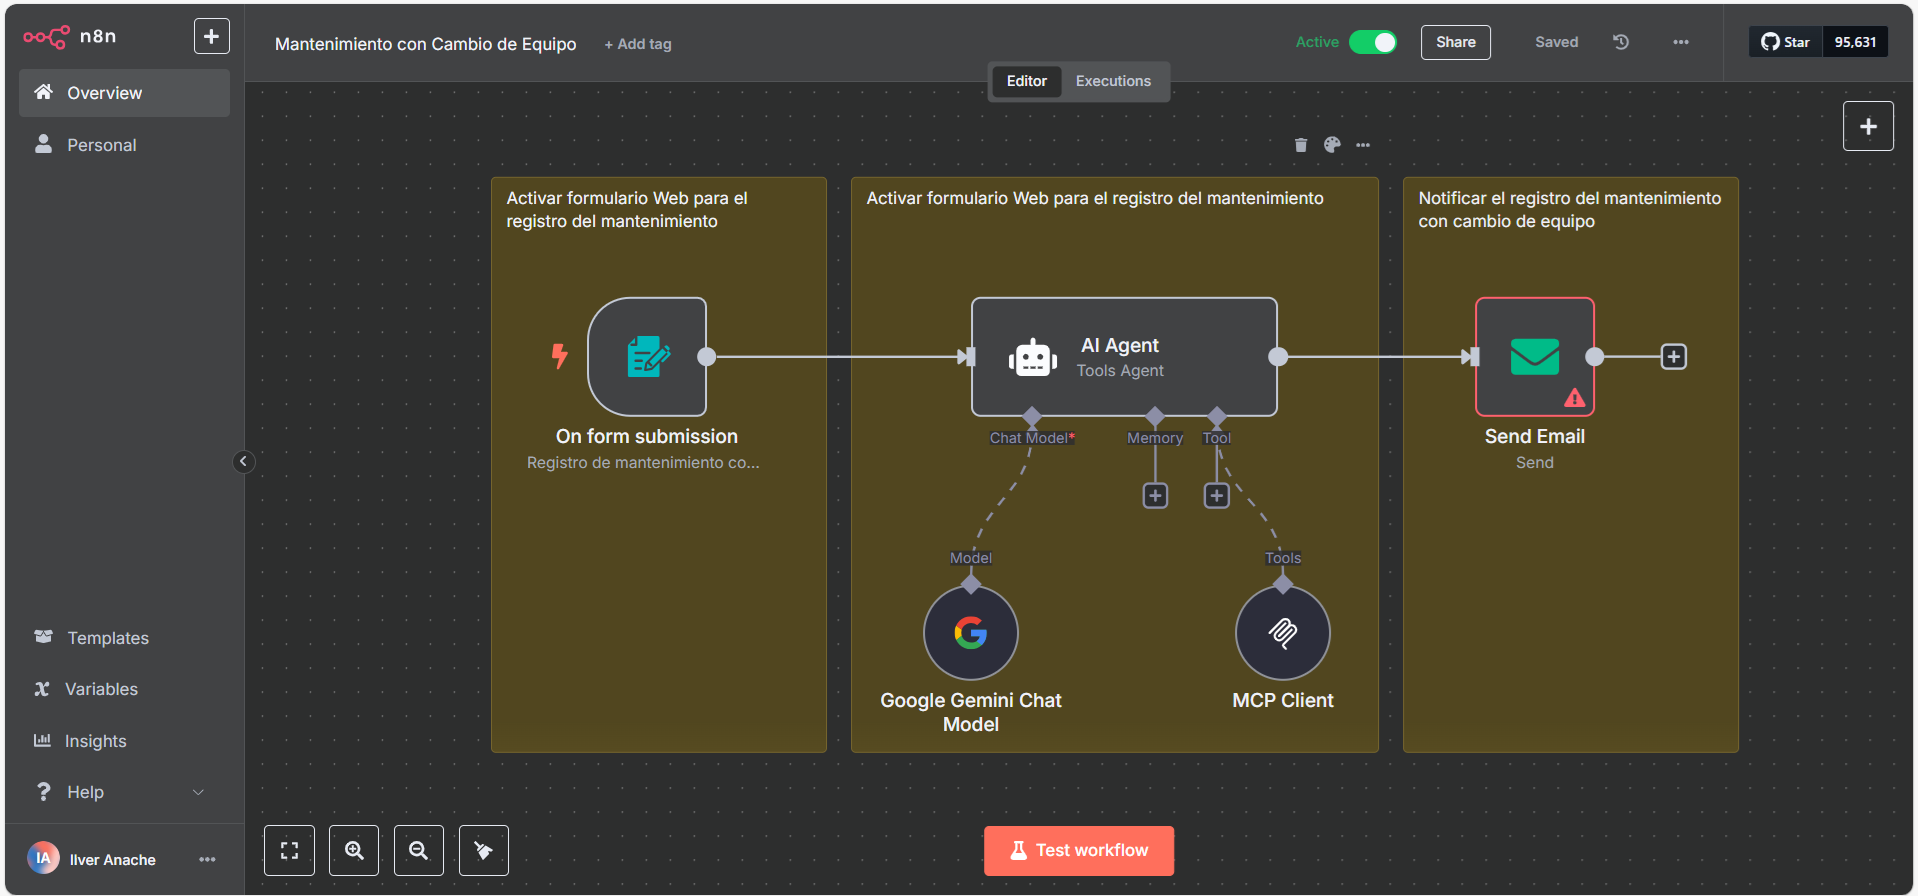 n8n
Mantenimiento con Cambio de Equipo
+ Add tag
Active
Share
Saved
Star
95,631
Editor
Executions
Overview
Personal
Activar formulario Web para el
registro del mantenimiento
Activar formulario Web para el registro del mantenimiento
Notificar el registro del mantenimiento
con cambio de equipo
AI Agent
Tools Agent
On form submission
Registro de mantenimiento co...
Chat Model*
Memory
Tool
Send Email
Send
Model
Tools
Google Gemini Chat
Model
MCP Client
Templates
Variables
Insights
Help
IA
Ilver Anache
Test workflow